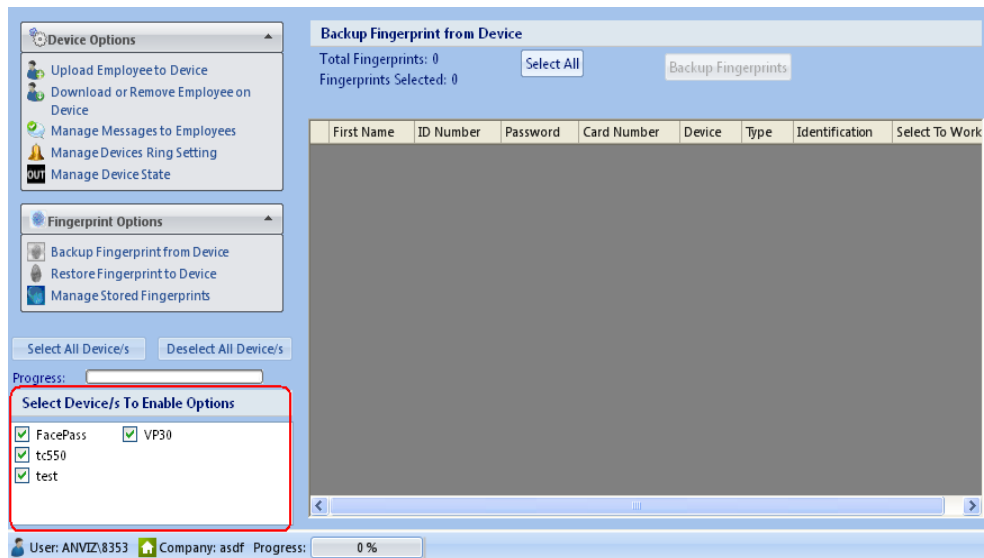 Device Options
Upload Employee to Device
Download or Remove Employee on
Device
Manage Messages to Employees
Manage Devices Ring Setting
OUT Manage Device State
Fingerprint Options
Backup Fingerprint from Device
Restore Fingerprint to Device
Manage Stored Fingerprints
Select All Device/s Deselect All Device/s
Progress:
Select Device/s To Enable Options
FacePass VP30
tc550
test
Backup Fingerprint from Device
Total Fingerprints: 0
Fingerprints Selected: 0
Select All
Backup Fingerprints
First Name ID Number Password Card Number Device Type Identification Select To Work
User: ANVIZ\8353 Company: asdf Progress: 0 %